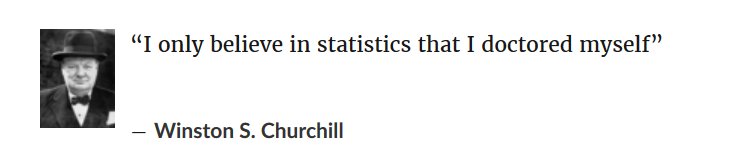 “I only believe in statistics that I doctored myself”
― Winston S. Churchill